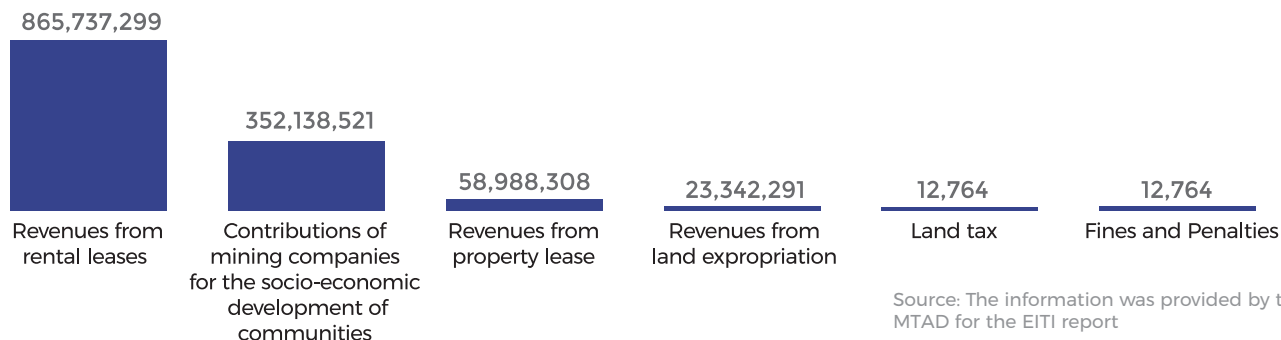 865,737,299
Revenues from
rental leases
352,138,521
Contributions of
mining companies
for the socio-economic
development of
communities
58,988,308
Revenues from
property lease
23,342,291
Revenues from
land expropriation
12,764
Land tax
12,764
Fines and Penalties
Source: The information was provided by
MTAD for the EITI report